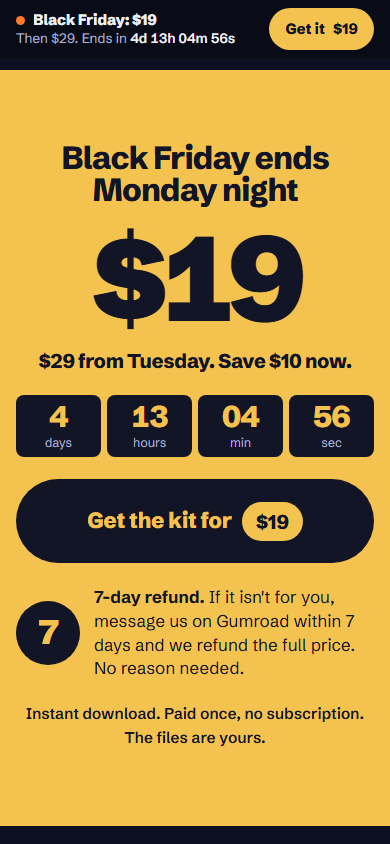 Black Friday: $19
Then $29. Ends in 4d 13h 04m 56s
Get it $19
Black Friday ends
Monday night
$19
$29 from Tuesday. Save $10 now.
4
days
13
hours
04
min
56
sec
Get the kit for $19
7
7-day refund. If it isn't for you,
message us on Gumroad within 7
days and we refund the full price.
No reason needed.
Instant download. Paid once, no subscription.
The files are yours.